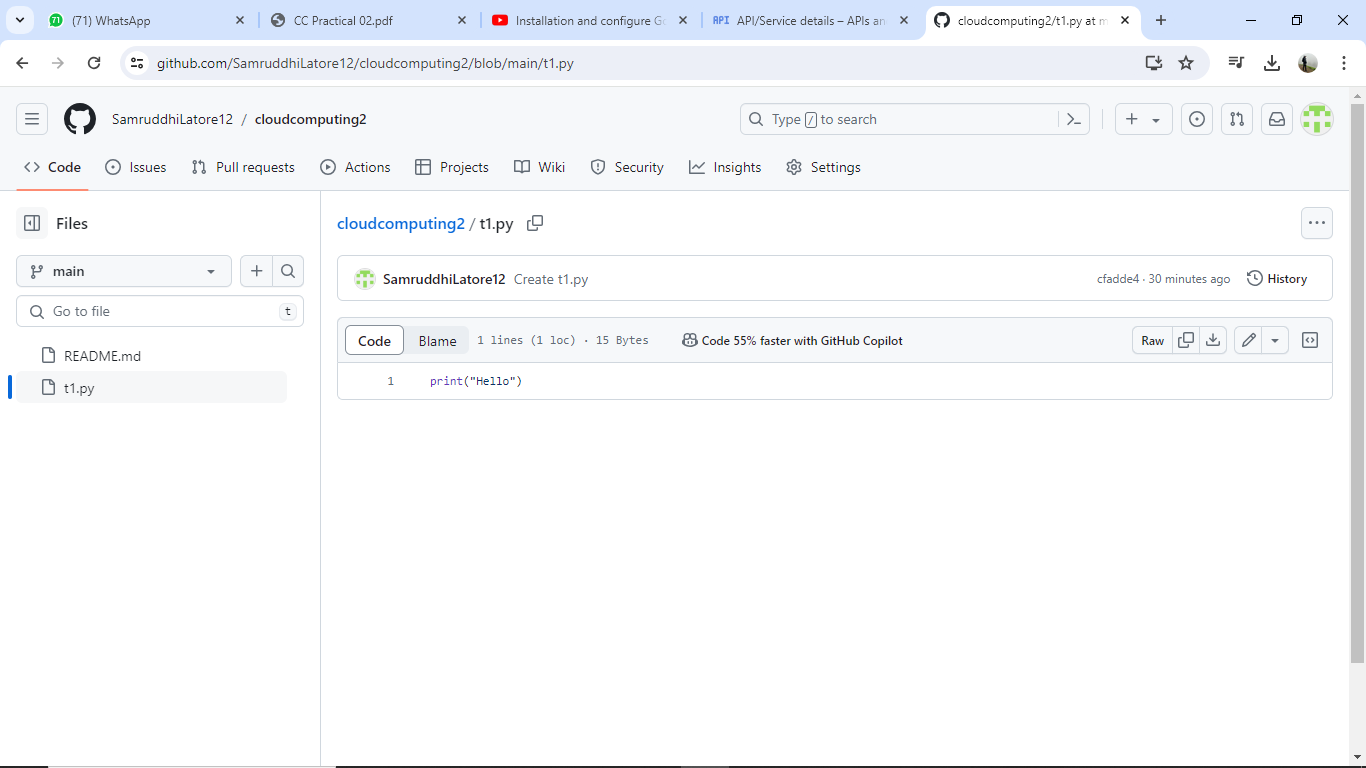 (71) WhatsApp
CC Practical 02.pdf
Installation and configure Go
API API/Service details – APIs an
cloudcomputing2/t1.py at m
github.com/SamruddhiLatore12/cloudcomputing2/blob/main/t1.py
SamruddhiLatore12 / cloudcomputing2
Type / to search
Code
Issues
Pull requests
Actions
Projects
Wiki
Security
Insights
Settings
Files
main
Go to file
t
README.md
t1.py
cloudcomputing2 / t1.py
SamruddhiLatore12 Create t1.py
cfadde4 · 30 minutes ago
History
Code
Blame
1 lines (1 loc) · 15 Bytes
Code 55% faster with GitHub Copilot
Raw
1 print("Hello")